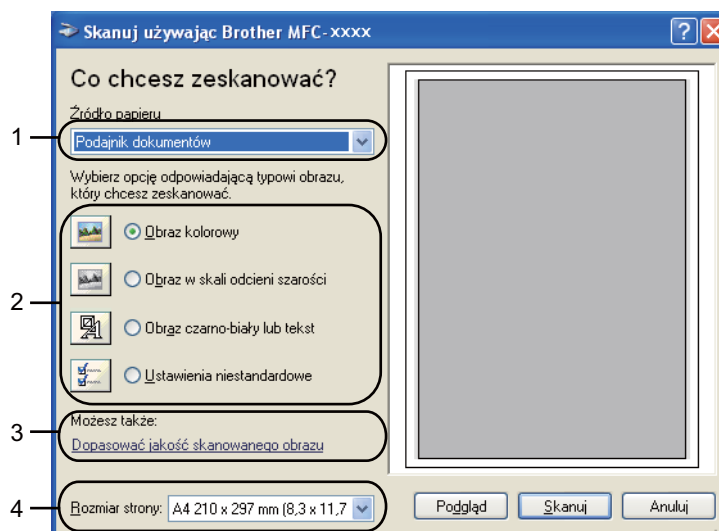 Skanuj używając Brother MFC-xxxx
Co chcesz zeskanować?
Źródło papieru
1
Podajnik dokumentów
Wybierz opcję odpowiadającą typowi obrazu,
który chcesz zeskanować.
2
Obraz kolorowy
Obraz w skali odcieni szarości
Obraz czarno-biały lub tekst
Ustawienia niestandardowe
3
Możesz także:
Dopasować jakość skanowanego obrazu
4
Rozmiar strony: A4 210 x 297 mm (8,3 x 11,7
Podgląd Skanuj Anuluj